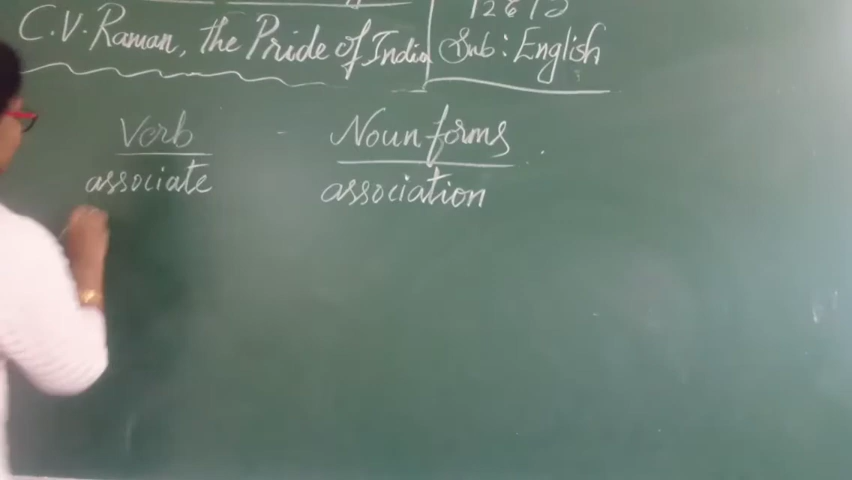 C.V. Raman, the Pride of India
Sub: English
Verb - Noun forms
associate association